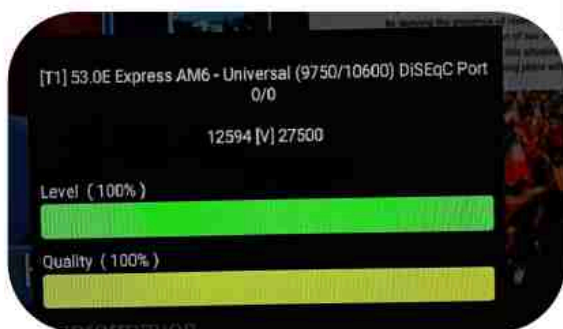 [T1] 53.0E Express AM6 - Universal (9750/10600) DiSEqC Port
0/0
12594 [V] 27500
Level ( 100% )
Quality ( 100% )